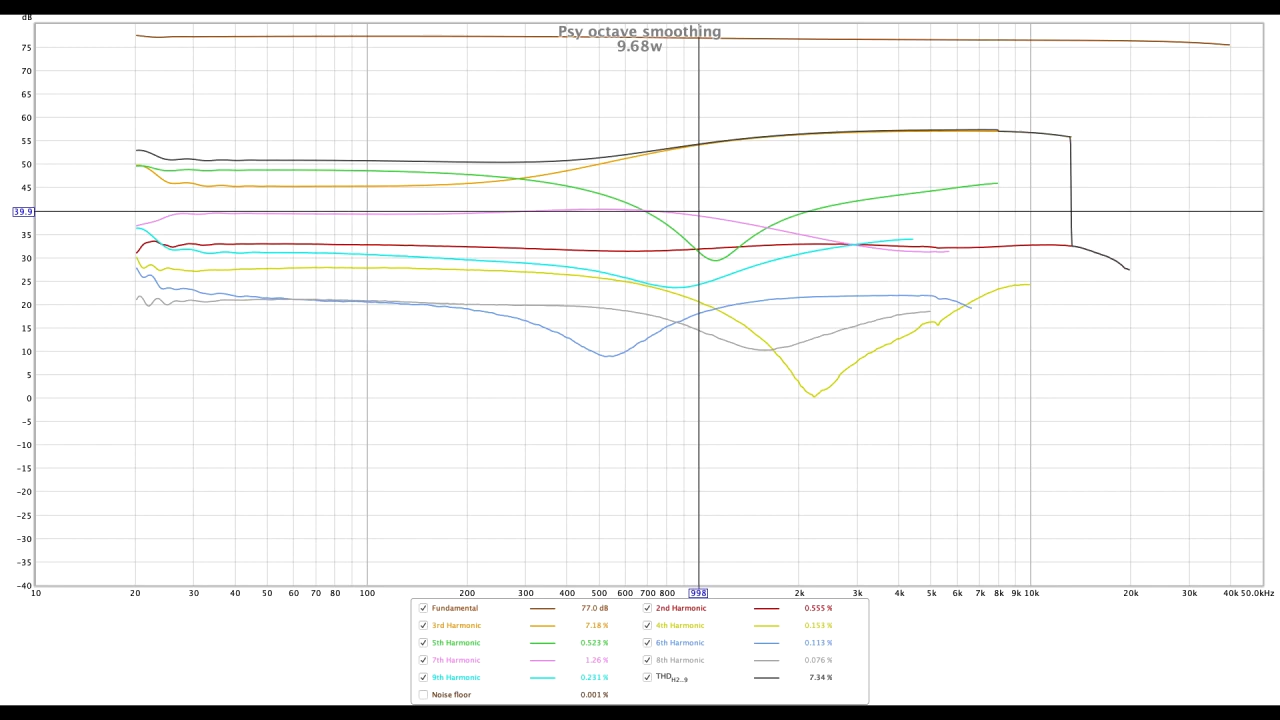 dB
Psy octave smoothing
9.68w
75
70
65
60
55
50
45
39.9
35
30
25
20
15
10
5
0
-5
-10
-15
-20
-25
-30
-35
-40
10 20 30 40 50 60 70 80 100 200 300 400 500 600 700 800 998 2k 3k 4k 5k 6k 7k 8k 9k 10k 20k 30k 40k 50.0kHz
Fundamental 77.0 dB 2nd Harmonic 0.555 %
3rd Harmonic 7.18 % 4th Harmonic 0.153 %
5th Harmonic 0.523 % 6th Harmonic 0.113 %
7th Harmonic 1.26 % 8th Harmonic 0.076 %
9th Harmonic 0.231 % THD H2..9 7.34 %
Noise floor 0.001 %